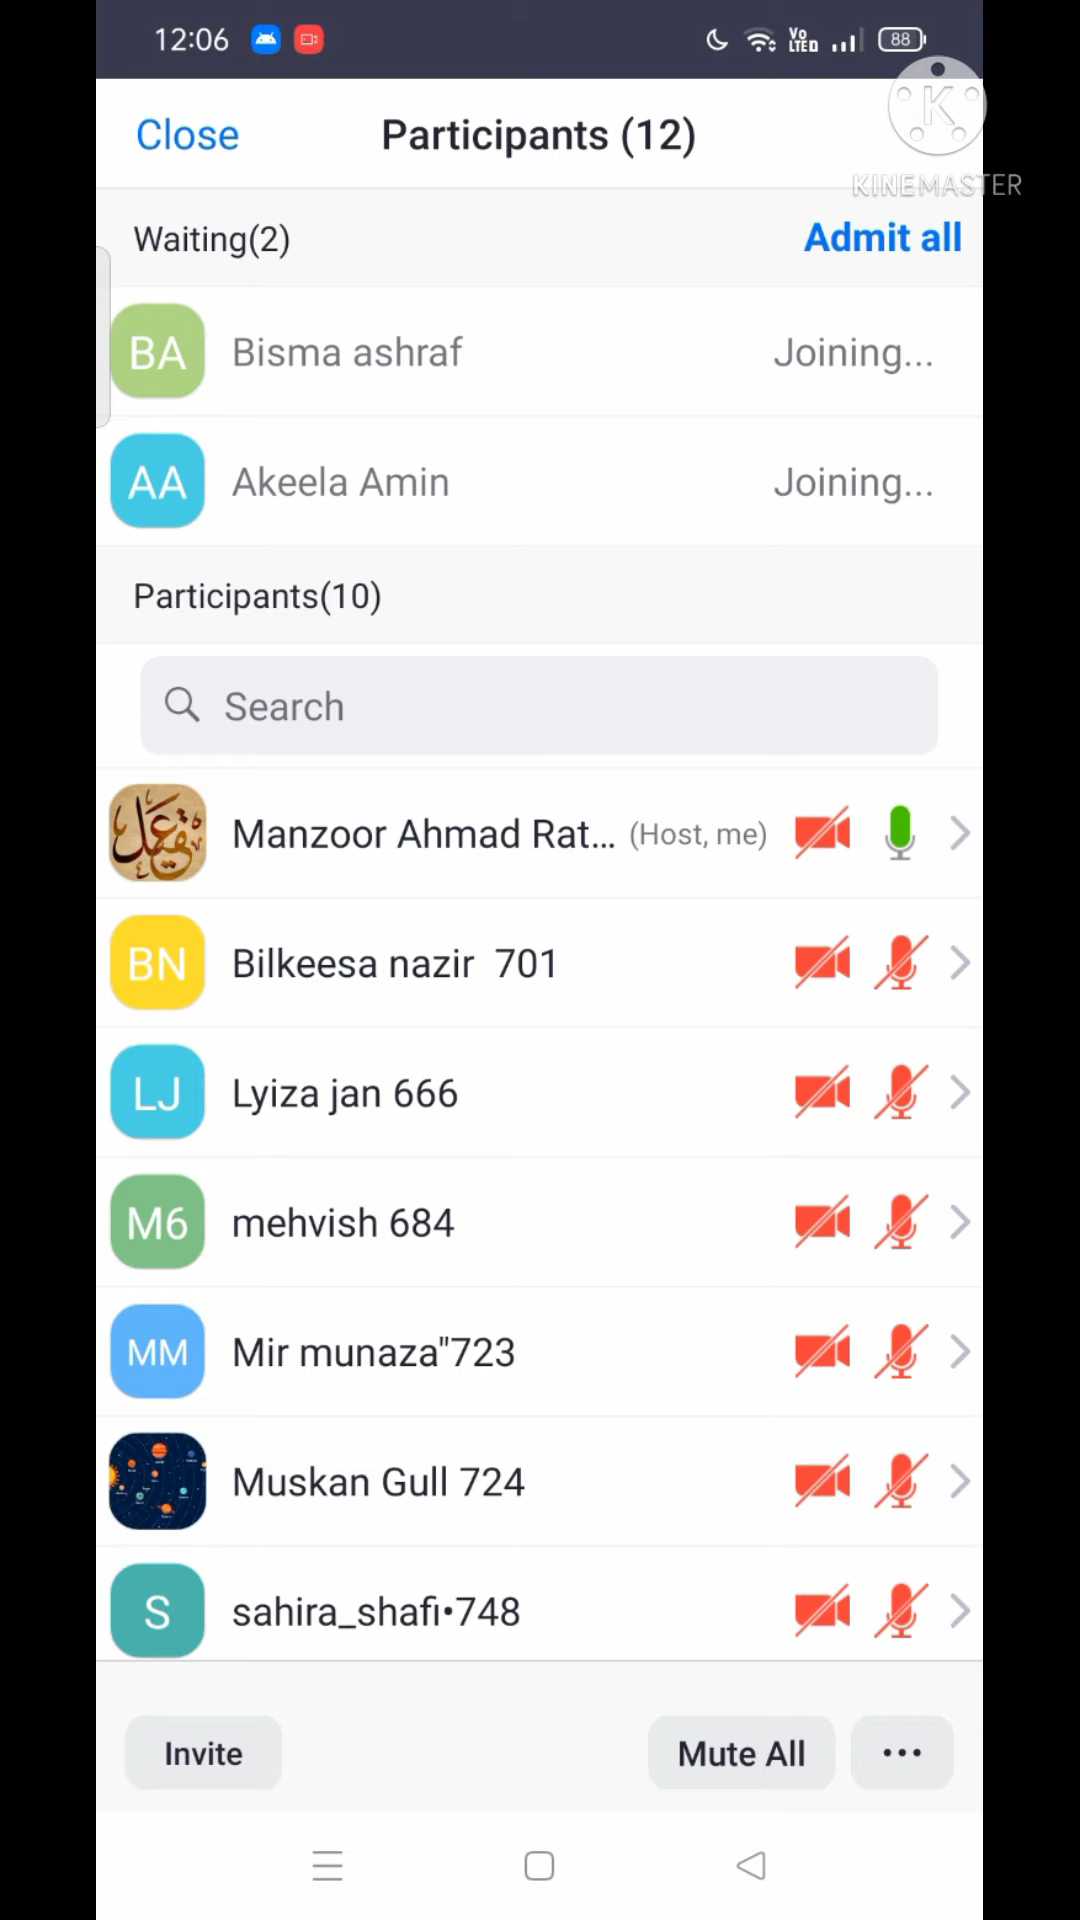 12:06
Vo LTED
88
K
KINEMASTER
Close
Participants (12)
Waiting(2)
Admit all
BA
Bisma ashraf
Joining...
AA
Akeela Amin
Joining...
Participants(10)
Search
Manzoor Ahmad Rat... (Host, me)
BN
Bilkeesa nazir 701
LJ
Lyiza jan 666
M6
mehvish 684
MM
Mir munaza"723
Muskan Gull 724
S
sahira_shafi•748
Invite
Mute All